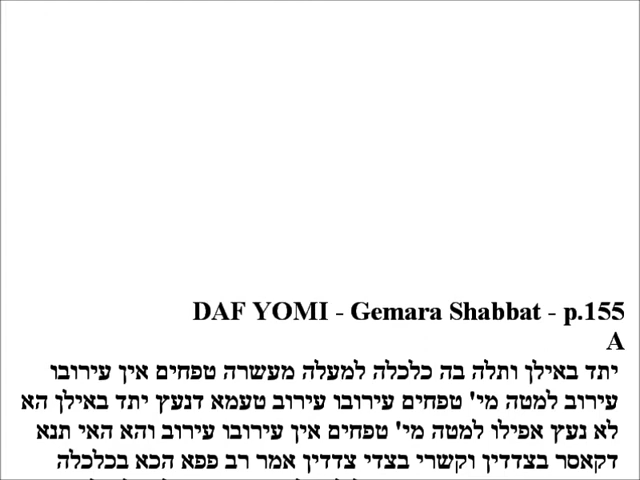 DAF YOMI - Gemara Shabbat - p.155
A
יתד באילן ותלה בה כלכלה למעלה מעשרה טפחים אין עירובו
עירוב למטה מי' טפחים עירובו עירוב טעמא דנעץ יתד באילן הא
לא נעץ אפילו למטה מי' טפחים אין עירובו עירוב והא האי תנא
דקאסר בצדדין וקשרי בצדי צדדין אמר רב פפא הכא בכלכלה